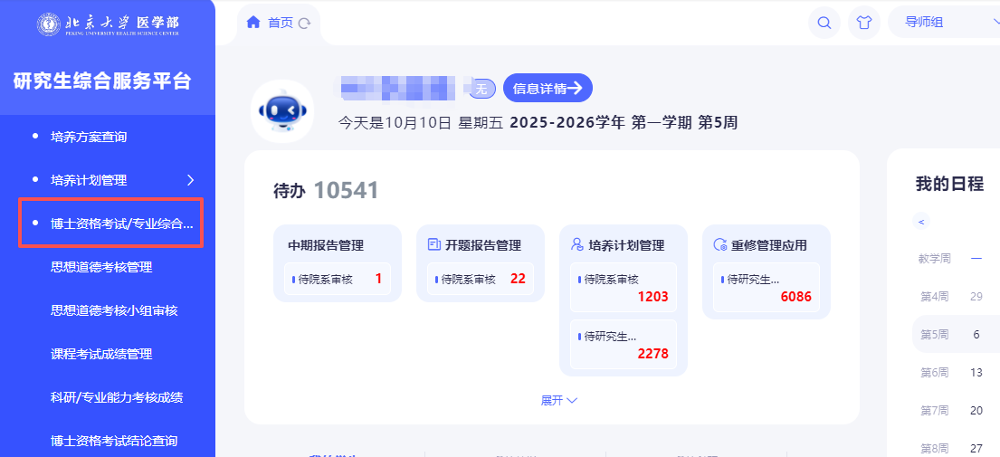 北京大学 医学部
PEKING UNIVERSITY HEALTH SCIENCE CENTER
研究生综合服务平台
培养方案查询
培养计划管理
博士资格考试/专业综合...
思想道德考核管理
思想道德考核小组审核
课程考试成绩管理
科研/专业能力考核成绩
博士资格考试结论查询
首页
导师组
无
信息详情
今天是10月10日 星期五 2025-2026学年 第一学期 第5周
待办 10541
中期报告管理
待院系审核 1
开题报告管理
待院系审核 22
培养计划管理
待院系审核
1203
待研究生...
2278
重修管理应用
待研究生...
6086
展开
我的日程
<
教学周 一
第4周 29
第5周 6
第6周 13
第7周 20
第8周 27